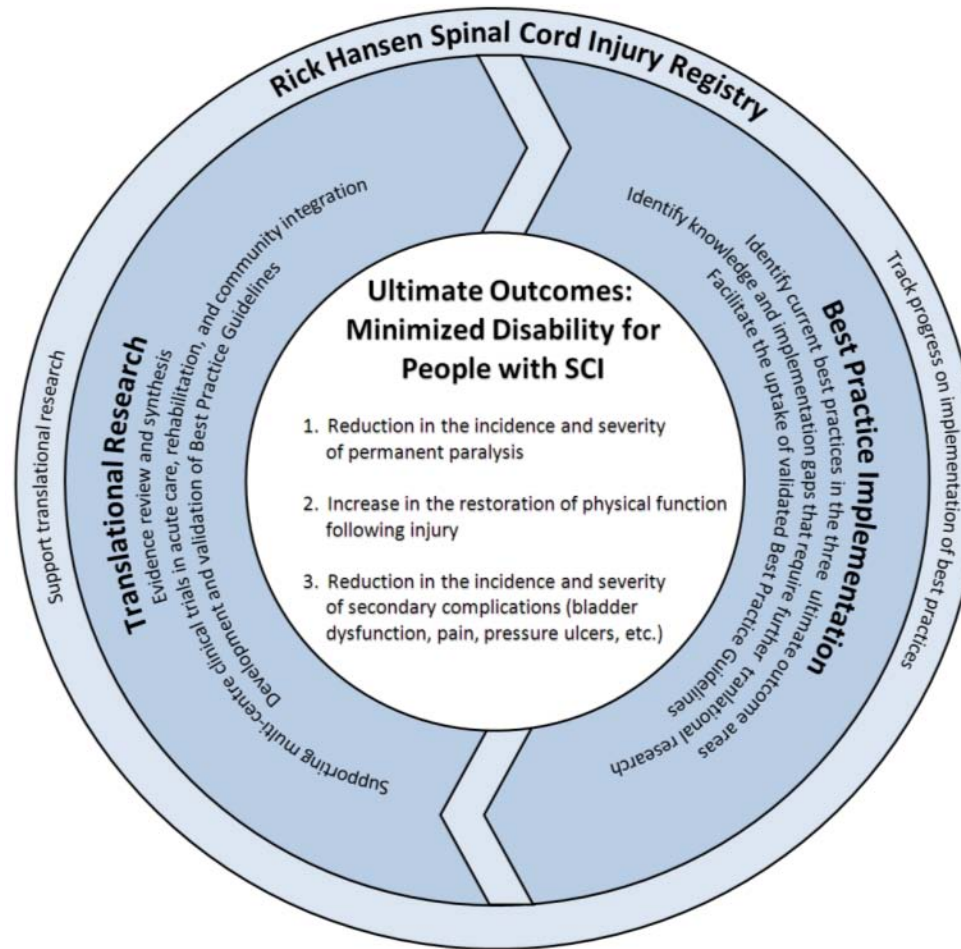 Rick Hansen Spinal Cord Injury Registry
Support translational research
Track progress on implementation of best practices
Translational Research
Evidence review and synthesis
Supporting multi-centre clinical trials in acute care, rehabilitation, and community integration
Development and validation of Best Practice Guidelines
Ultimate Outcomes:
Minimized Disability for
People with SCI
1. Reduction in the incidence and severity
of permanent paralysis
2. Increase in the restoration of physical function
following injury
3. Reduction in the incidence and severity
of secondary complications (bladder
dysfunction, pain, pressure ulcers, etc.)
Best Practice Implementation
Identify current best practices in the three ultimate outcome areas
Identify knowledge and implementation gaps that require further translational research
Facilitate the uptake of validated Best Practice Guidelines